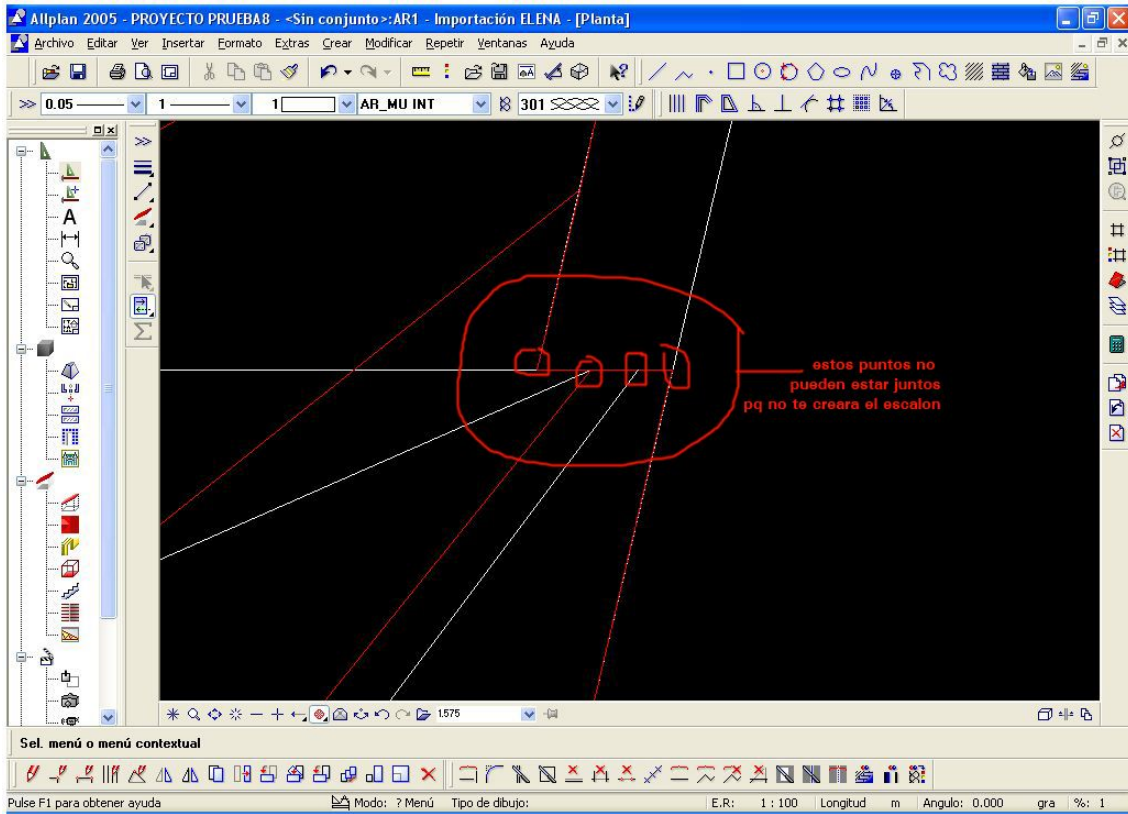 Allplan 2005 - PROYECTO PRUEBA8 - <Sin conjunto>:AR1 - Importación ELENA - [Planta]
Archivo Editar Ver Insertar Formato Extras Crear Modificar Repetir Ventanas Ayuda
0.05 1 1 AR_MU INT 301
estos puntos no
pueden estar juntos
pq no te creara el escalon
1.575
Sel. menú o menú contextual
Pulse F1 para obtener ayuda Modo: ? Menú Tipo de dibujo: E.R: 1 : 100 Longitud m Angulo: 0.000 gra %: 1